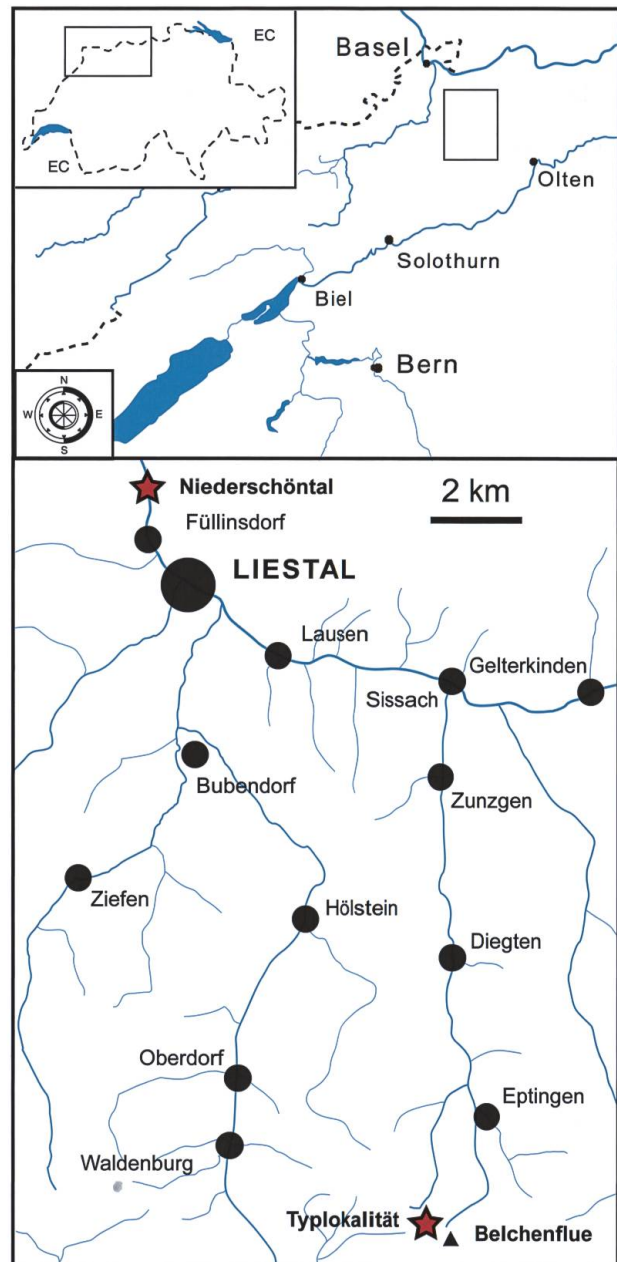 EC
EC
Basel
Olten
Solothurn
Biel
Bern
N
W E
S
Niederschöntal
2 km
Füllinsdorf
LIESTAL
Lausen
Gelterkinden
Sissach
Bubendorf
Zunzgen
Ziefen
Hölstein
Diegten
Oberdorf
Eptingen
Waldenburg
Typlokalität
Belchenflue